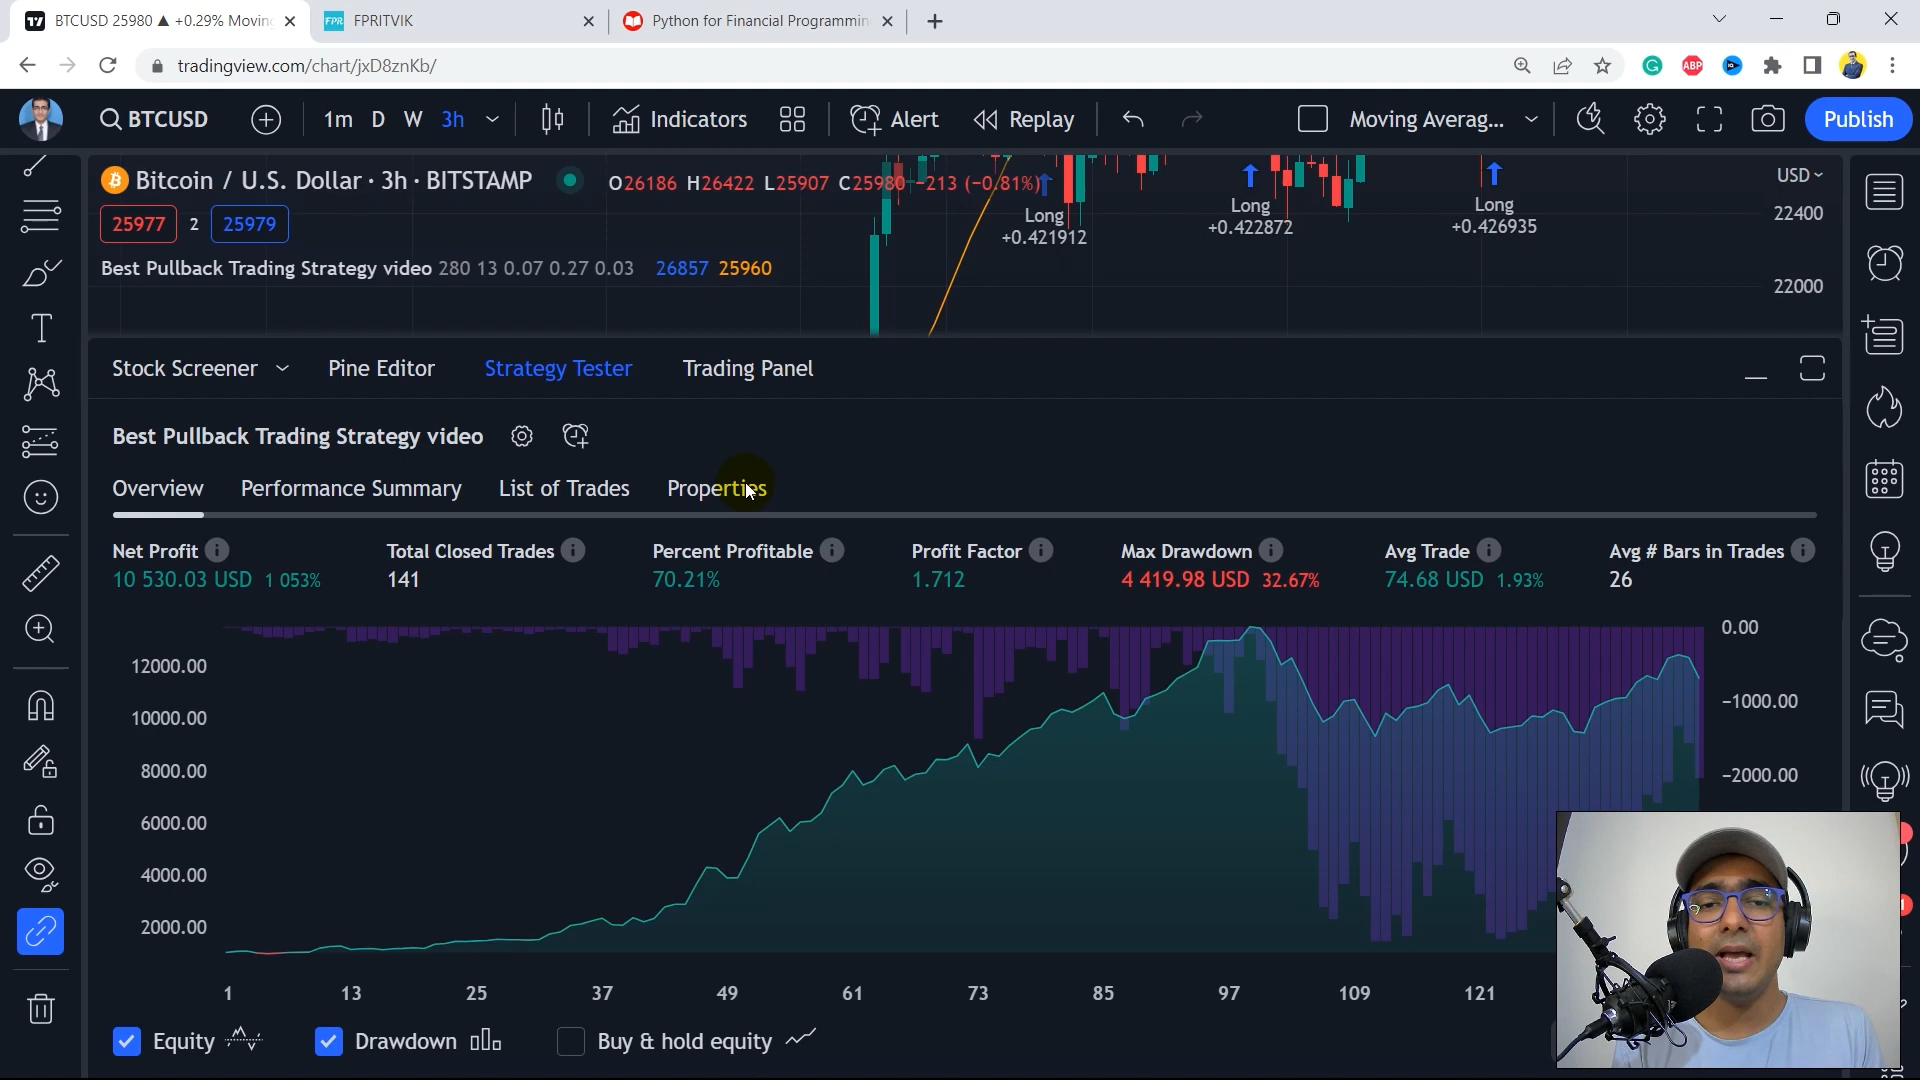 BTCUSD 25980 ▲ +0.29% Moving
FPR FPRITVIK
Python for Financial Programmin
tradingview.com/chart/jxD8znKb/
ABP
BTCUSD 1m D W 3h Indicators Alert Replay Moving Averag... Publish
Bitcoin / U.S. Dollar · 3h · BITSTAMP O26186 H26422 L25907 C25980 −213 (−0.81%)
USD
25977 2 25979
22400
Long
+0.421912
Long
+0.422872
Long
+0.426935
Best Pullback Trading Strategy video 280 13 0.07 0.27 0.03 26857 25960
22000
Stock Screener Pine Editor Strategy Tester Trading Panel
Best Pullback Trading Strategy video
Overview Performance Summary List of Trades Properties
Net Profit Total Closed Trades Percent Profitable Profit Factor Max Drawdown Avg Trade Avg # Bars in Trades
10 530.03 USD 1 053% 141 70.21% 1.712 4 419.98 USD 32.67% 74.68 USD 1.93% 26
0.00
12000.00
−1000.00
10000.00
8000.00
−2000.00
6000.00
4000.00
2000.00
1 13 25 37 49 61 73 85 97 109 121
Equity Drawdown Buy & hold equity